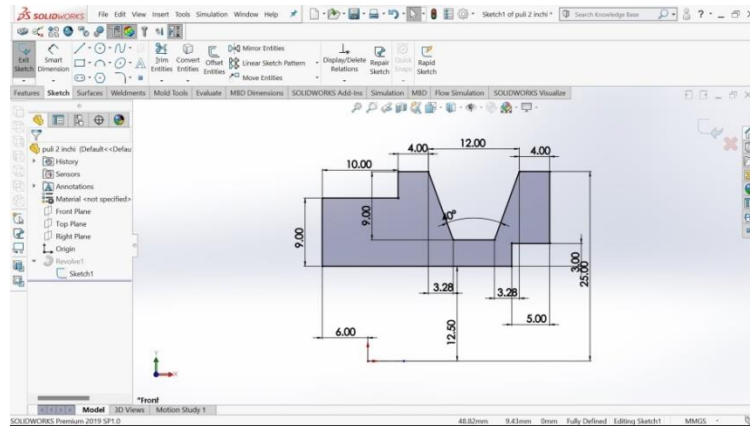 SOLIDWORKS File Edit View Insert Tools Simulation Window Help Sketch1 of puli 2 inchi * Search Knowledge Base
Exit Sketch
Smart Dimension
Trim Entities
Convert Entities
Offset Entities
Mirror Entities
Linear Sketch Pattern
Move Entities
Display/Delete Relations
Repair Sketch
Quick Snaps
Rapid Sketch
Features Sketch Surfaces Weldments Mold Tools Evaluate MBD Dimensions SOLIDWORKS Add-Ins Simulation MBD Flow Simulation SOLIDWORKS Visualize
puli 2 inchi (Default<<Defau
History
Sensors
Annotations
Material <not specified>
Front Plane
Top Plane
Right Plane
Origin
Revolve1
Sketch1
4.00 12.00 4.00
10.00
9.00
9.00
40°
3.28
3.28
3.00
25.00
5.00
12.50
6.00
*Front
Model 3D Views Motion Study 1
SOLIDWORKS Premium 2019 SP1.0 48.82mm 9.43mm 0mm Fully Defined Editing Sketch1 MMGS